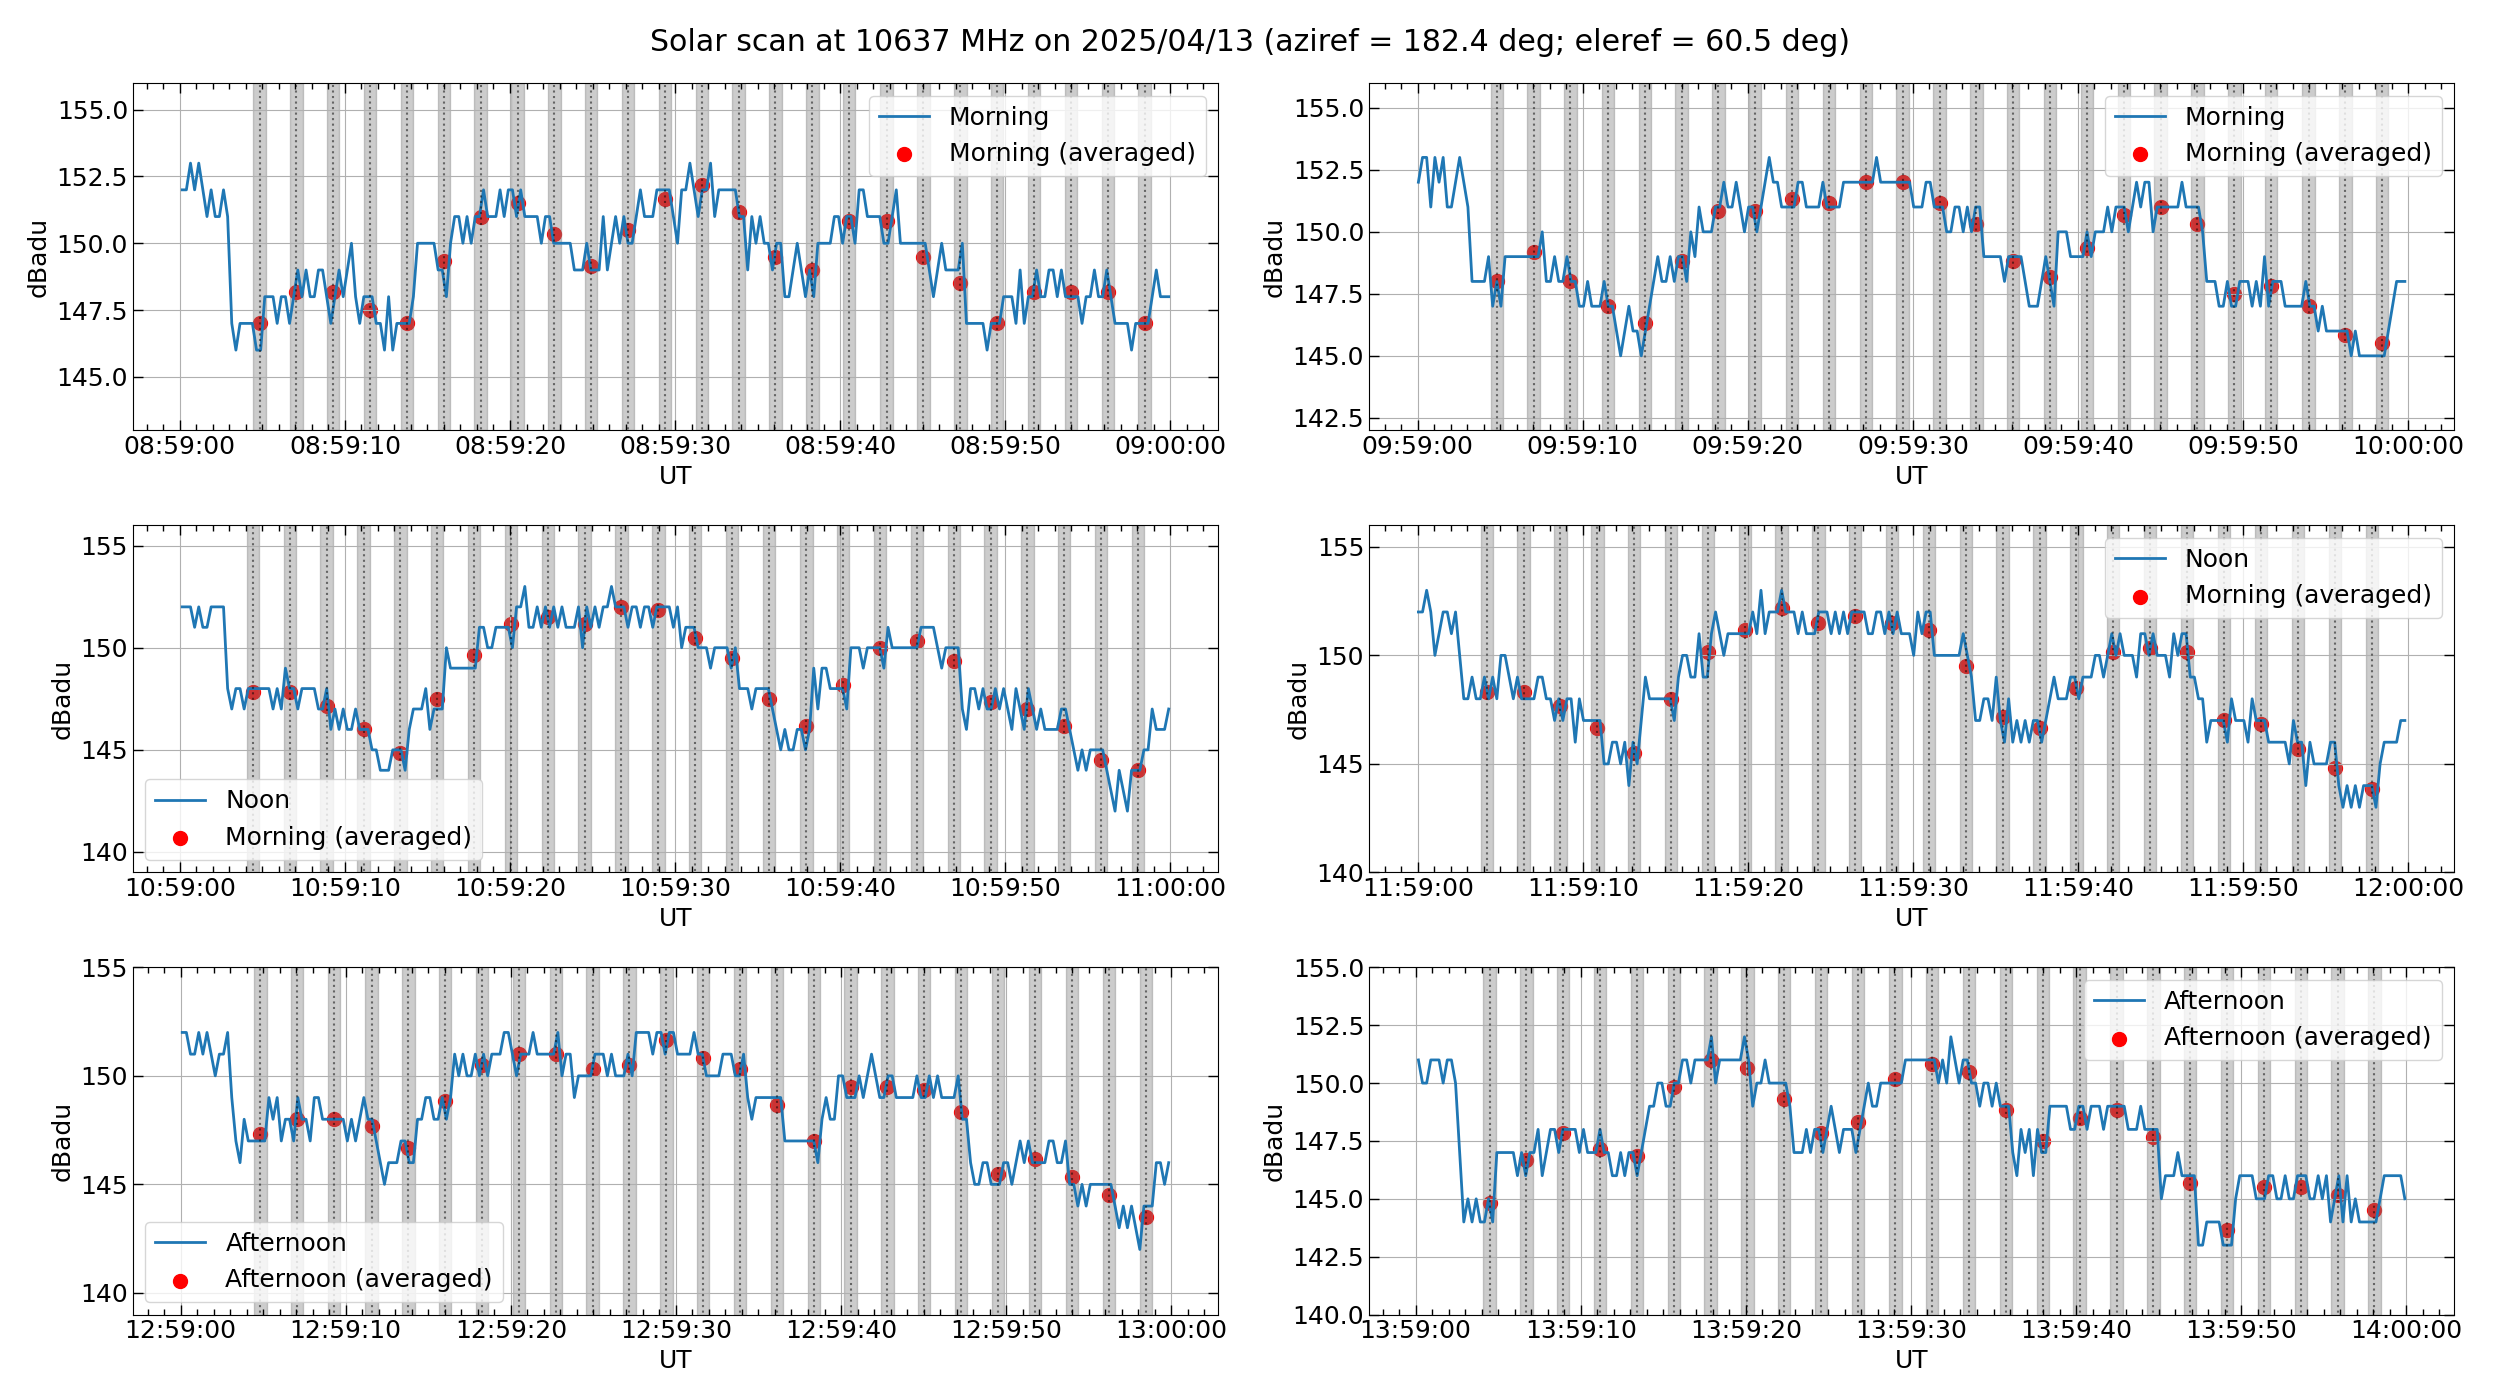 Solar scan at 10637 MHz on 2025/04/13 (aziref = 182.4 deg; eleref = 60.5 deg)
155.0
152.5
150.0
147.5
145.0
dBadu
Morning
Morning (averaged)
08:59:00 08:59:10 08:59:20 08:59:30 08:59:40 08:59:50 09:00:00
UT
155.0
152.5
150.0
147.5
145.0
142.5
dBadu
Morning
Morning (averaged)
09:59:00 09:59:10 09:59:20 09:59:30 09:59:40 09:59:50 10:00:00
UT
155
150
145
140
dBadu
Noon
Morning (averaged)
10:59:00 10:59:10 10:59:20 10:59:30 10:59:40 10:59:50 11:00:00
UT
155
150
145
140
dBadu
Noon
Morning (averaged)
11:59:00 11:59:10 11:59:20 11:59:30 11:59:40 11:59:50 12:00:00
UT
155
150
145
140
dBadu
Afternoon
Afternoon (averaged)
12:59:00 12:59:10 12:59:20 12:59:30 12:59:40 12:59:50 13:00:00
UT
155.0
152.5
150.0
147.5
145.0
142.5
140.0
dBadu
Afternoon
Afternoon (averaged)
13:59:00 13:59:10 13:59:20 13:59:30 13:59:40 13:59:50 14:00:00
UT